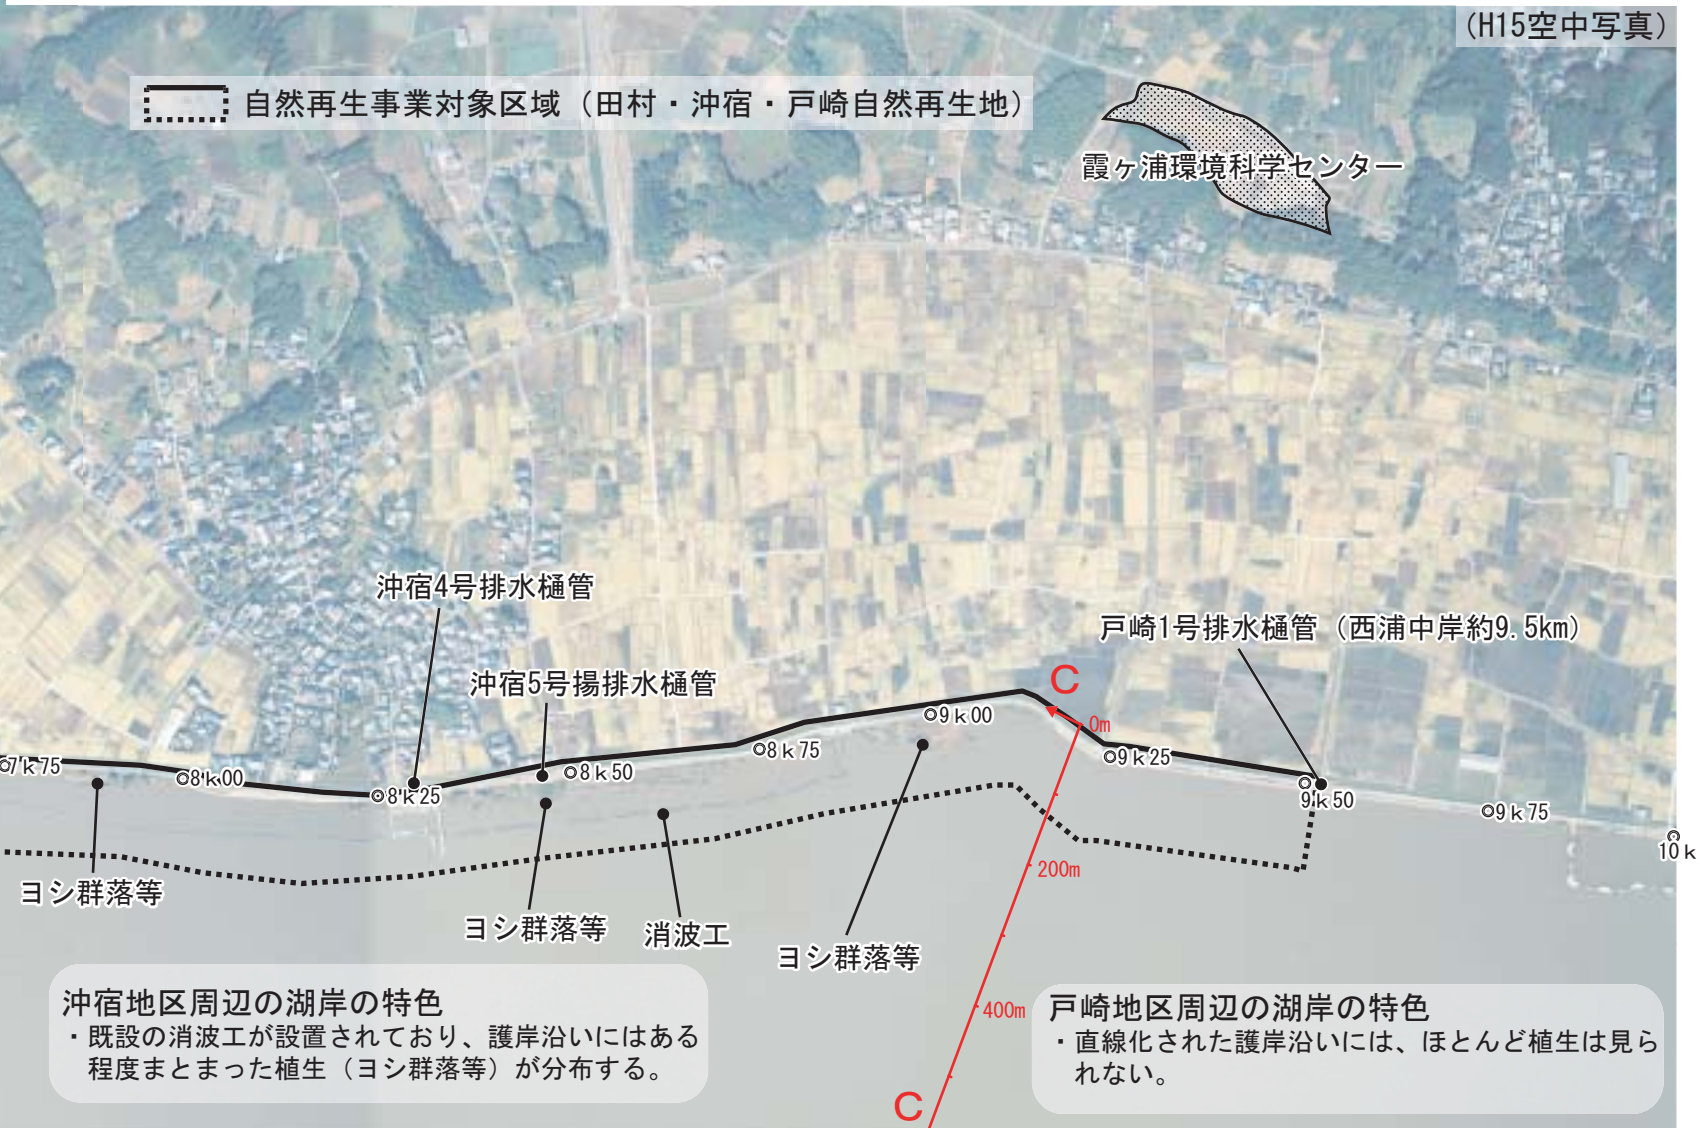 (H15空中写真)
自然再生事業対象区域（田村・沖宿・戸崎自然再生地）
霞ヶ浦環境科学センター
沖宿4号排水樋管
戸崎1号排水樋管（西浦中岸約9.5km）
沖宿5号揚排水樋管
C
0m
7k75
8k00
8k25
8k50
8k75
9k00
9k25
9k50
9k75
10k
200m
ヨシ群落等
ヨシ群落等
消波工
ヨシ群落等
400m
C
沖宿地区周辺の湖岸の特色
・既設の消波工が設置されており、護岸沿いにはある
程度まとまった植生（ヨシ群落等）が分布する。
戸崎地区周辺の湖岸の特色
・直線化された護岸沿いには、ほとんど植生は見ら
れない。